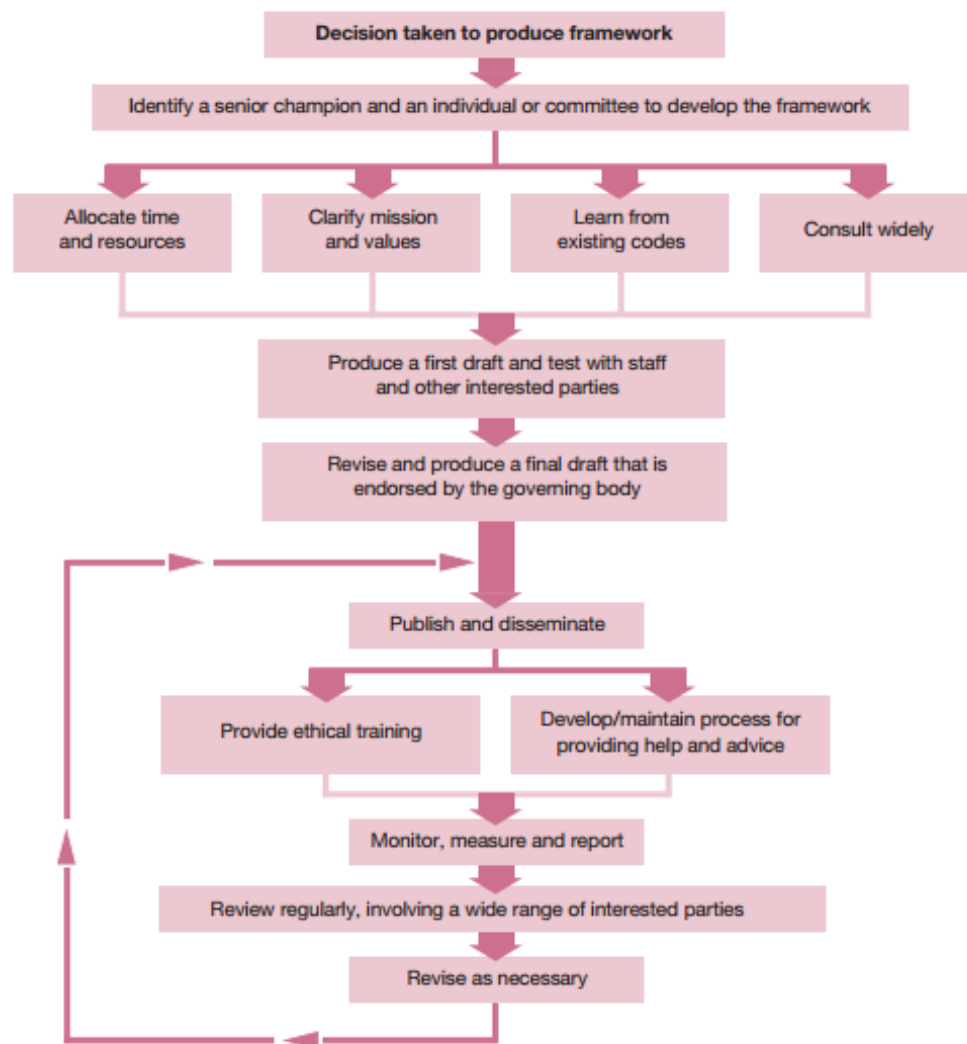 Decision taken to produce framework
Identify a senior champion and an individual or committee to develop the framework
Allocate time
and resources
Clarify mission
and values
Learn from
existing codes
Consult widely
Produce a first draft and test with staff
and other interested parties
Revise and produce a final draft that is
endorsed by the governing body
Publish and disseminate
Provide ethical training
Develop/maintain process for
providing help and advice
Monitor, measure and report
Review regularly, involving a wide range of interested parties
Revise as necessary